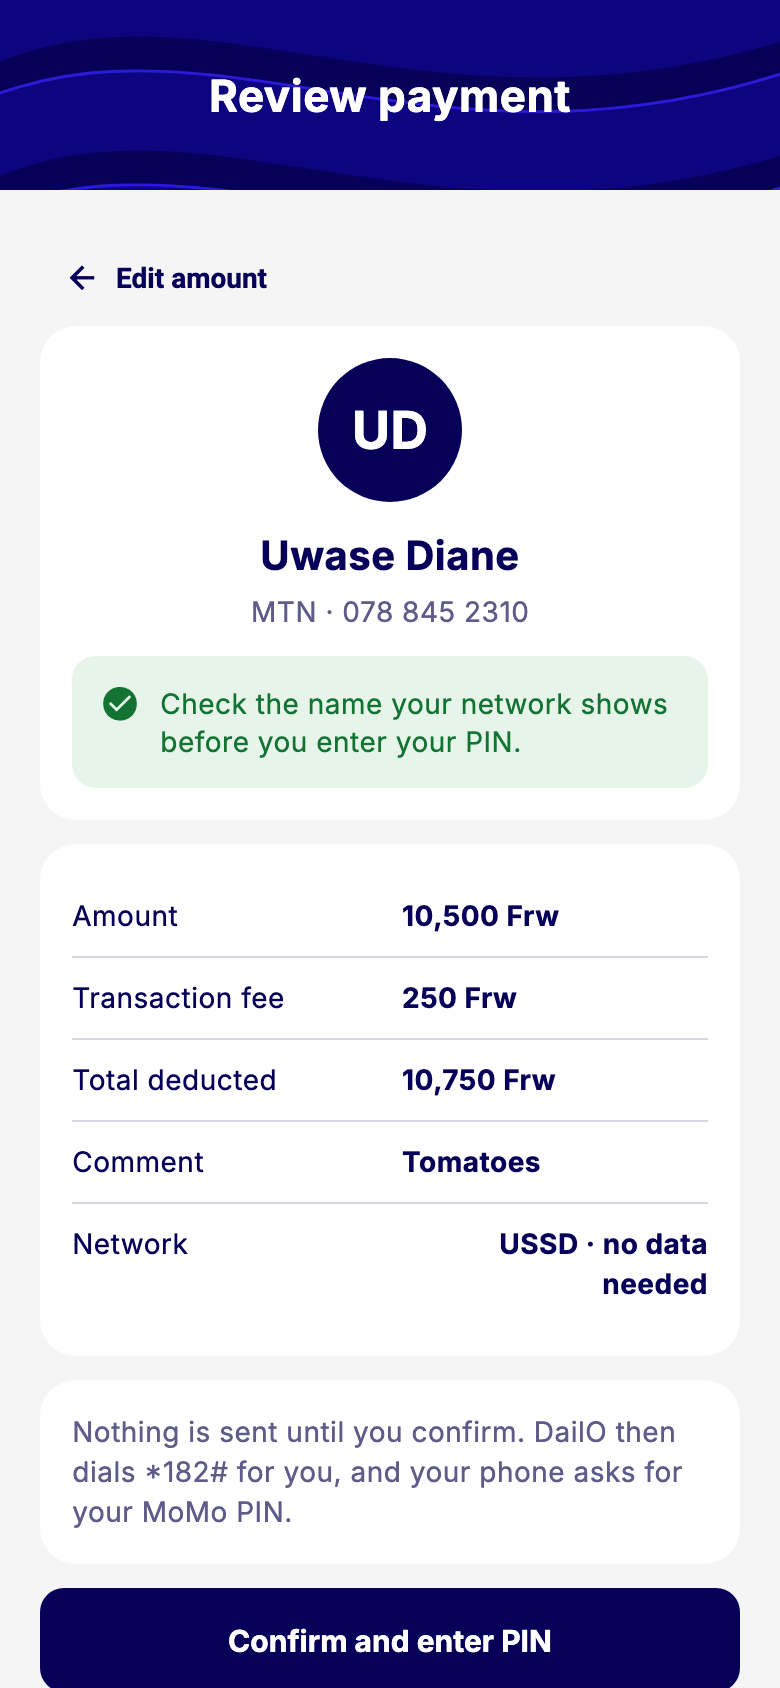 Review payment
Edit amount
UD
Uwase Diane
MTN · 078 845 2310
Check the name your network shows
before you enter your PIN.
Amount 10,500 Frw
Transaction fee 250 Frw
Total deducted 10,750 Frw
Comment Tomatoes
Network USSD · no data
needed
Nothing is sent until you confirm. DailO then
dials *182# for you, and your phone asks for
your MoMo PIN.
Confirm and enter PIN